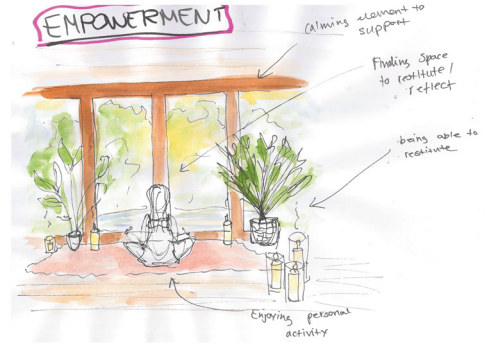 EMPOWERMENT
Calming element to
support
Finding Space
to restitute/
reflect
being able to
restitute
Enjoying personal
activity